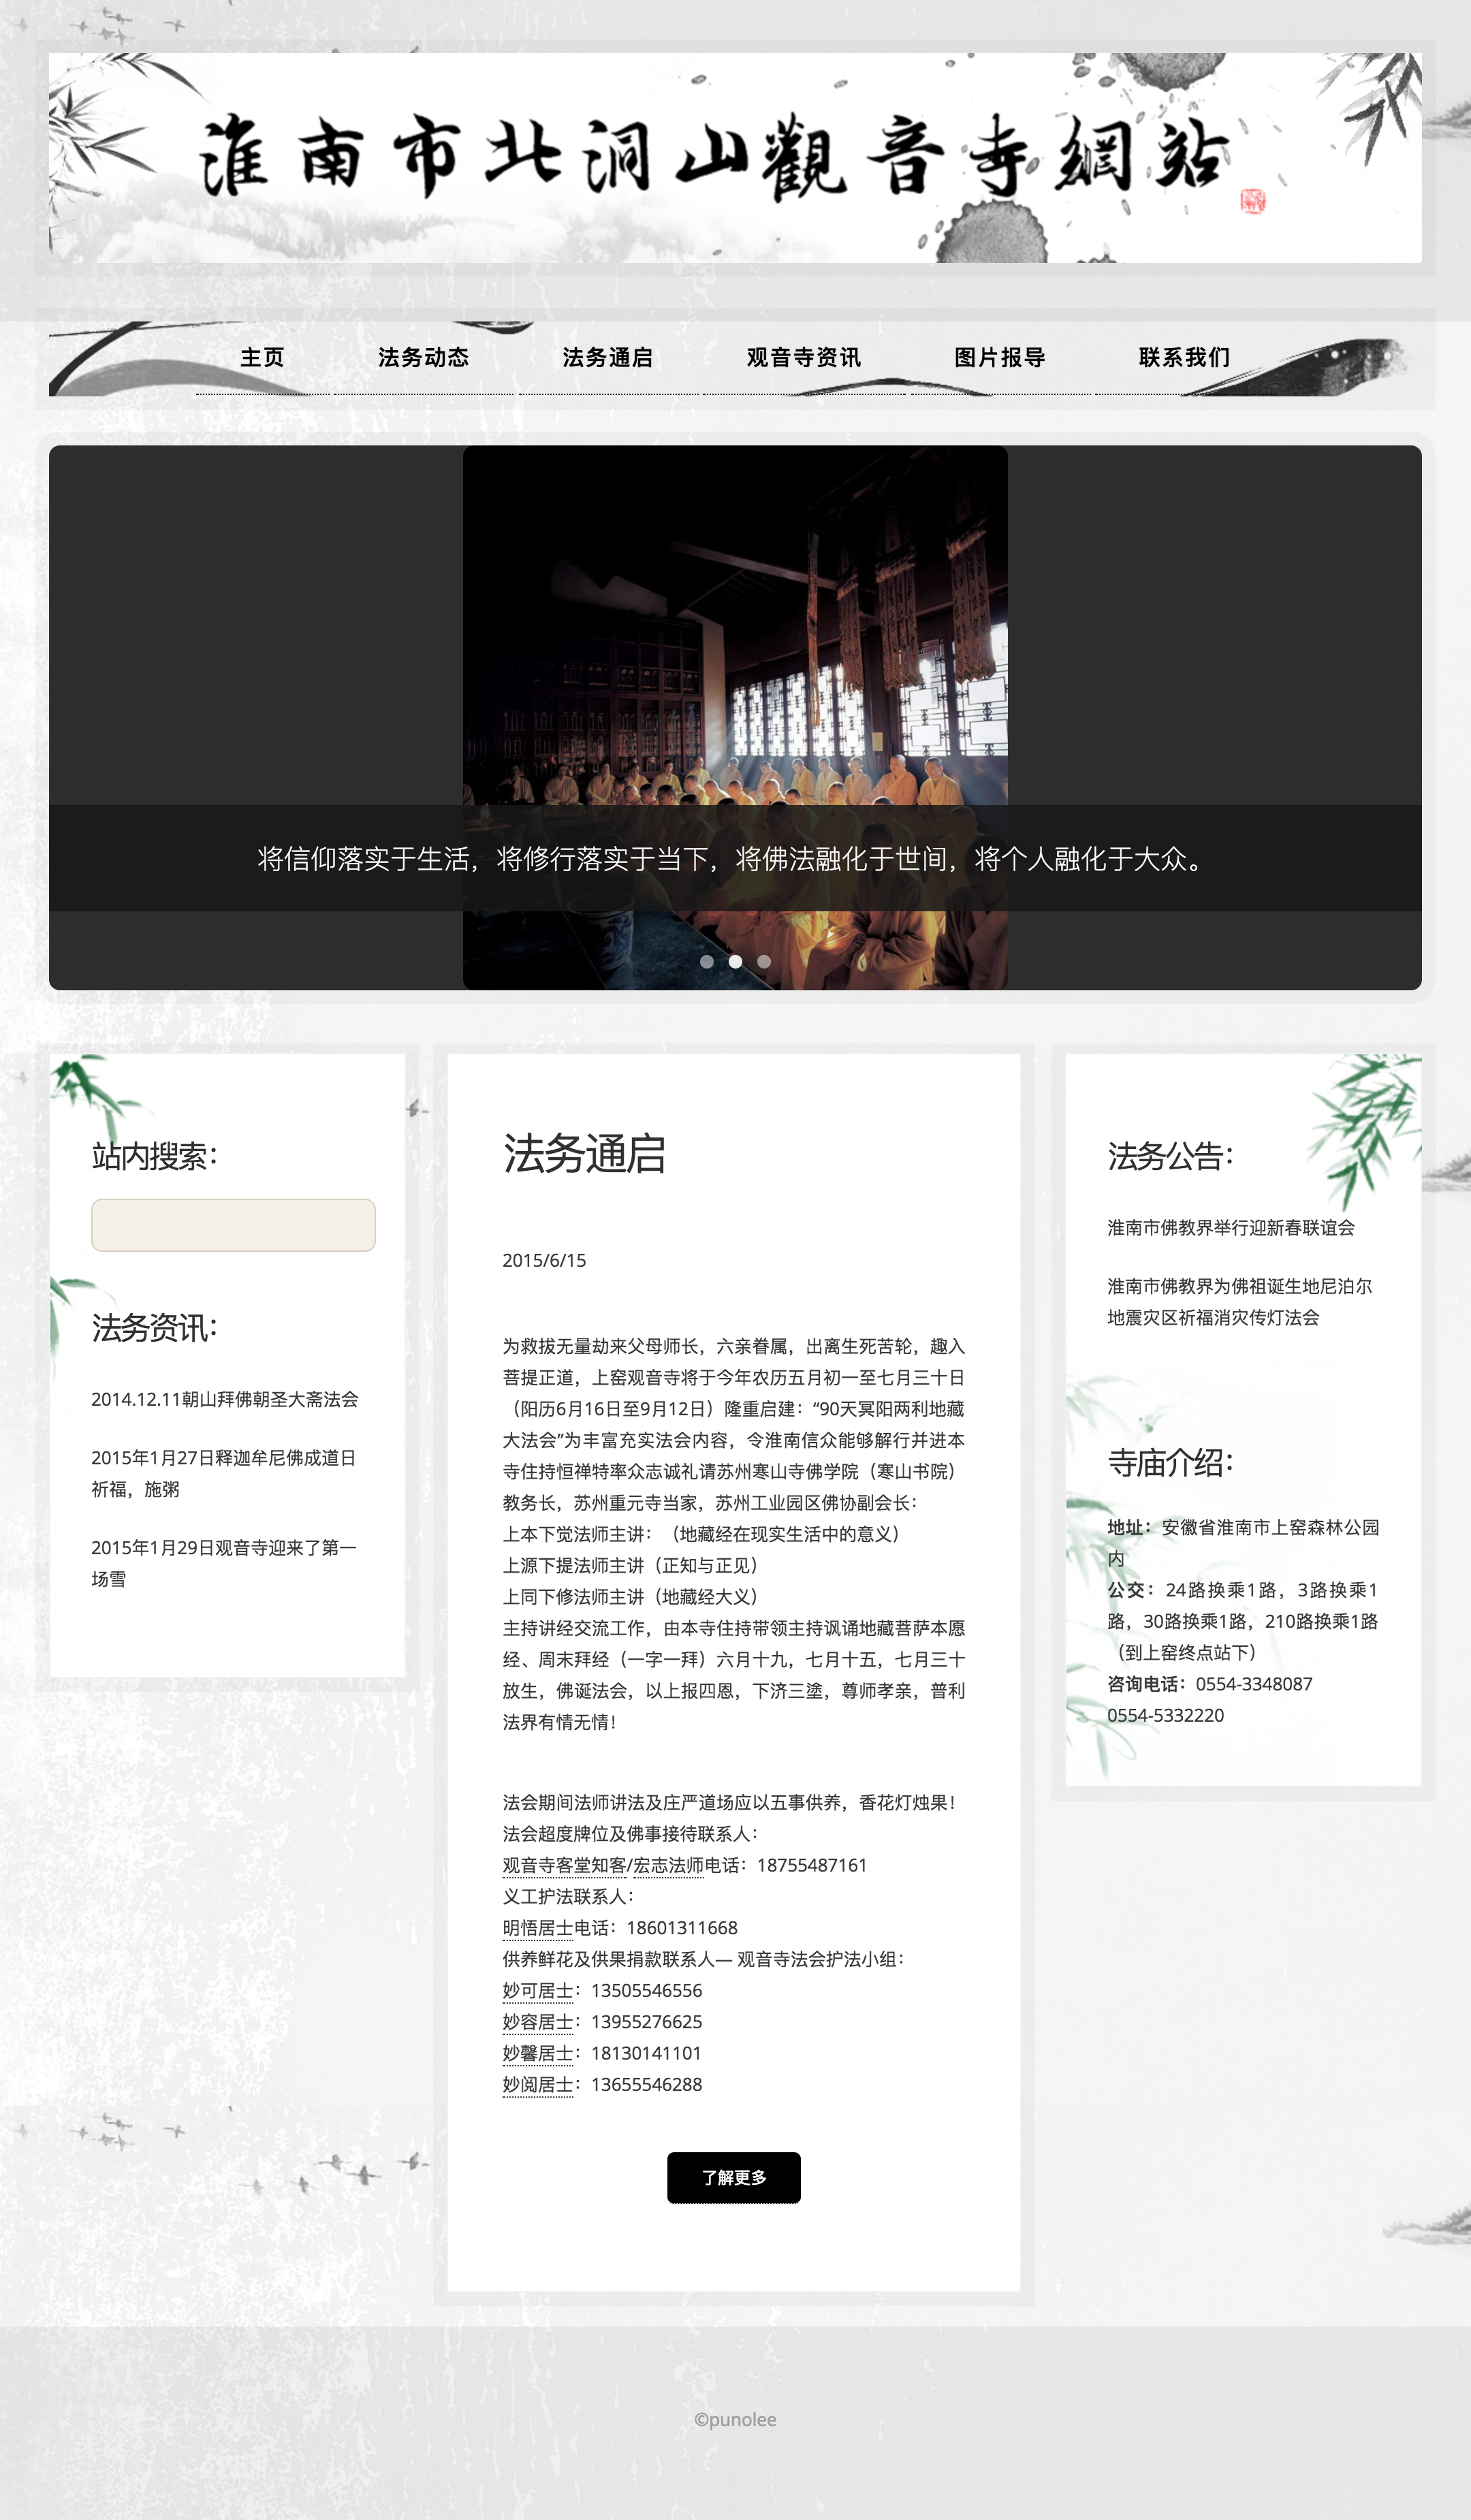 淮南市北洞山觀音寺網站
主页
法务动态
法务通启
观音寺资讯
图片报导
联系我们
将信仰落实于生活，将修行落实于当下，将佛法融化于世间，将个人融化于大众。
站内搜索：
法务资讯：
2014.12.11朝山拜佛朝圣大斋法会
2015年1月27日释迦牟尼佛成道日
祈福，施粥
2015年1月29日观音寺迎来了第一
场雪
法务通启
2015/6/15
为救拔无量劫来父母师长，六亲眷属，出离生死苦轮，趣入
菩提正道，上窑观音寺将于今年农历五月初一至七月三十日
（阳历6月16日至9月12日）隆重启建：“90天冥阳两利地藏
大法会”为丰富充实法会内容，令淮南信众能够解行并进本
寺住持恒禅特率众志诚礼请苏州寒山寺佛学院（寒山书院）
教务长，苏州重元寺当家，苏州工业园区佛协副会长：
上本下觉法师主讲：（地藏经在现实生活中的意义）
上源下提法师主讲（正知与正见）
上同下修法师主讲（地藏经大义）
主持讲经交流工作，由本寺住持带领主持讽诵地藏菩萨本愿
经、周末拜经（一字一拜）六月十九，七月十五，七月三十
放生，佛诞法会，以上报四恩，下济三塗，尊师孝亲，普利
法界有情无情！
法会期间法师讲法及庄严道场应以五事供养，香花灯烛果！
法会超度牌位及佛事接待联系人：
观音寺客堂知客/宏志法师电话：18755487161
义工护法联系人：
明悟居士电话：18601311668
供养鲜花及供果捐款联系人— 观音寺法会护法小组：
妙可居士：13505546556
妙容居士：13955276625
妙馨居士：18130141101
妙阅居士：13655546288
了解更多
法务公告：
淮南市佛教界举行迎新春联谊会
淮南市佛教界为佛祖诞生地尼泊尔
地震灾区祈福消灾传灯法会
寺庙介绍：
地址：安徽省淮南市上窑森林公园
内
公交：24路换乘1路，3路换乘1
路，30路换乘1路，210路换乘1路
（到上窑终点站下）
咨询电话：0554-3348087
0554-5332220
©punolee